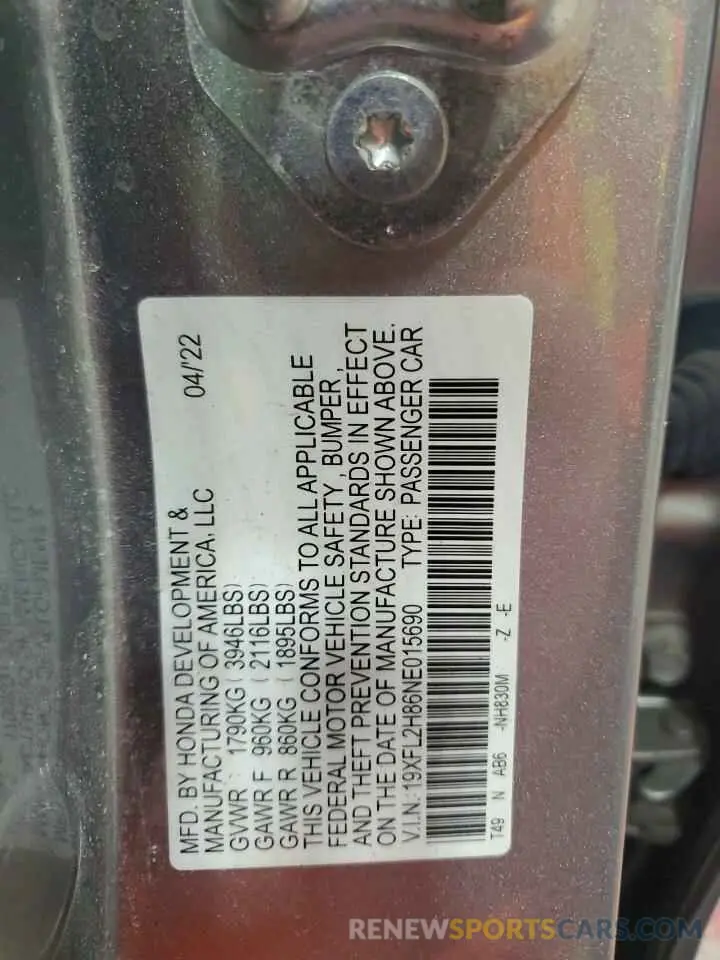 MFD. BY HONDA DEVELOPMENT &
MANUFACTURING OF AMERICA, LLC 04/'22
GVWR : 1790KG ( 3946LBS)
GAWR F 960KG ( 2116LBS)
GAWR R 860KG ( 1895LBS)
THIS VEHICLE CONFORMS TO ALL APPLICABLE
FEDERAL MOTOR VEHICLE SAFETY, BUMPER,
AND THEFT PREVENTION STANDARDS IN EFFECT
ON THE DATE OF MANUFACTURE SHOWN ABOVE.
V.I.N.: 19XFL2H86NE015690 TYPE: PASSENGER CAR
T49 N AB6 -NH830M -Z -E
RENEWSPORTSCARS.COM